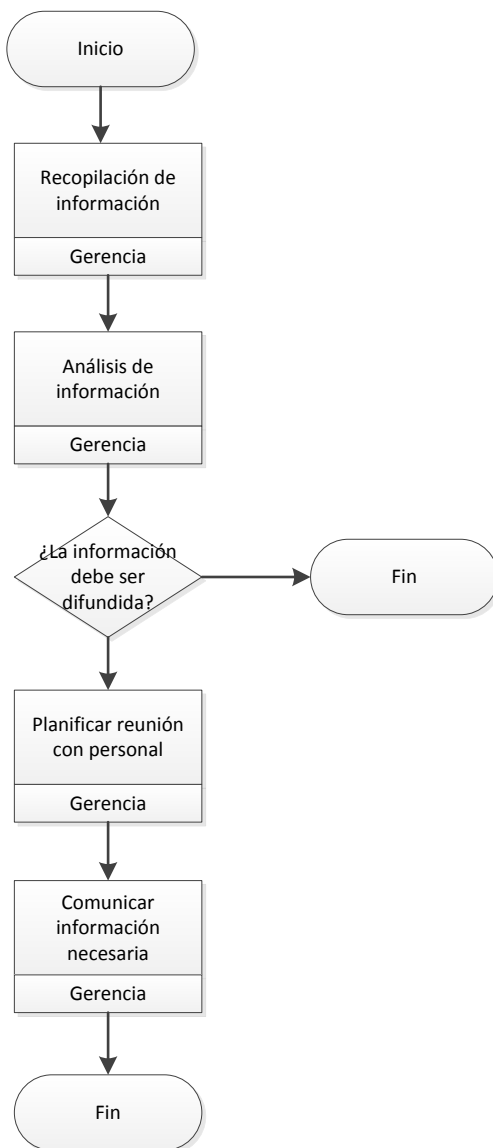 Inicio
Recopilación de
información
Gerencia
Análisis de
información
Gerencia
¿La información
debe ser
difundida?
Fin
Planificar reunión
con personal
Gerencia
Comunicar
información
necesaria
Gerencia
Fin